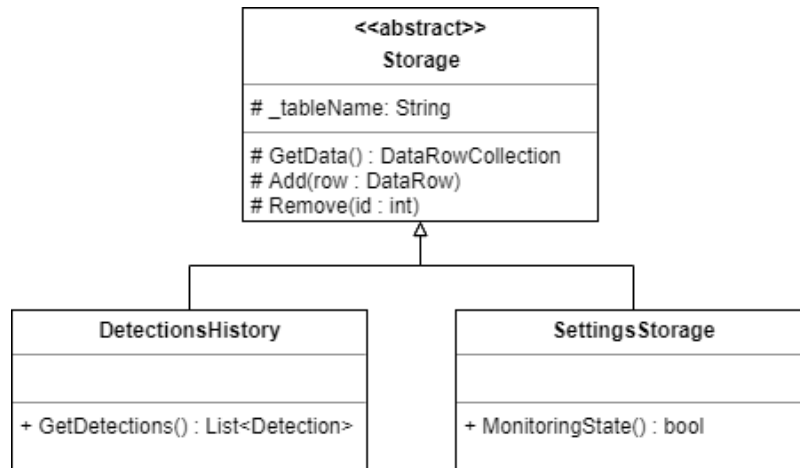 <<abstract>>
Storage
# _tableName: String
# GetData() : DataRowCollection
# Add(row : DataRow)
# Remove(id : int)
DetectionsHistory
+ GetDetections() : List<Detection>
SettingsStorage
+ MonitoringState() : bool